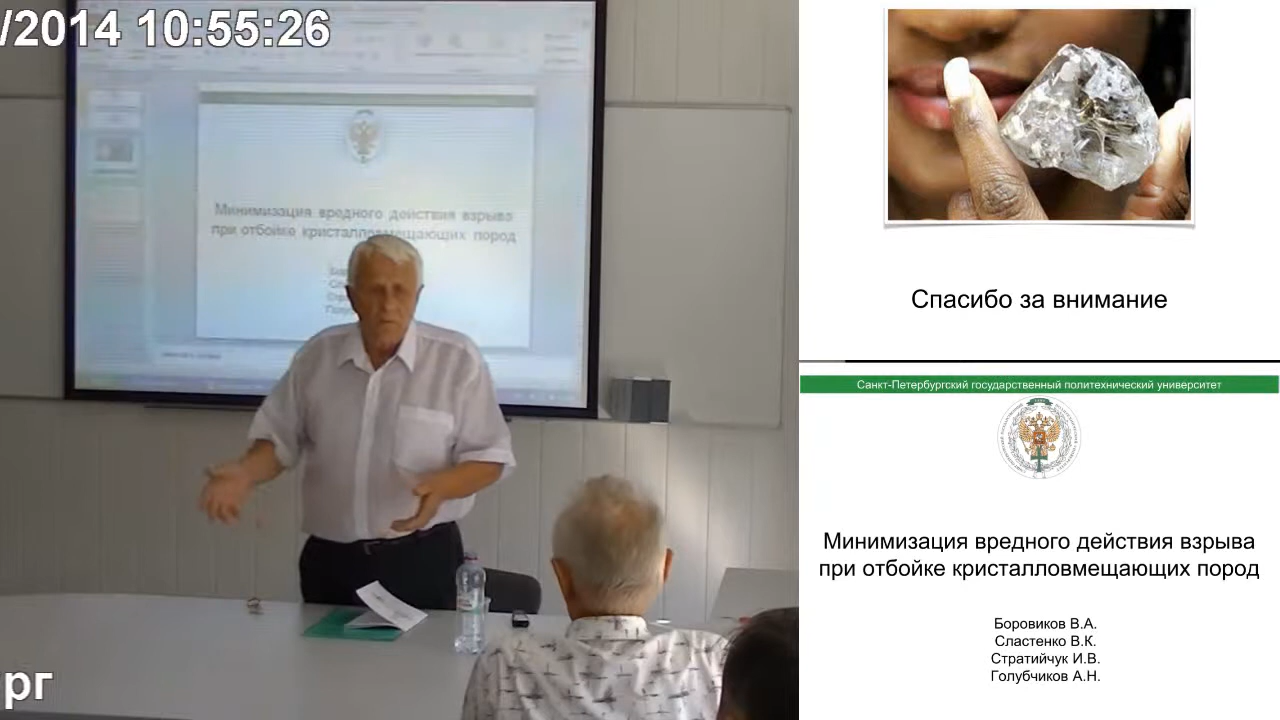 /2014 10:55:26
Минимизация вредного действия взрыва
при отбойке кристалловмещающих пород
рг
Спасибо за внимание
Санкт-Петербургский государственный политехнический университет
Минимизация вредного действия взрыва
при отбойке кристалловмещающих пород
Боровиков В.А.
Сластенко В.К.
Стратийчук И.В.
Голубчиков А.Н.